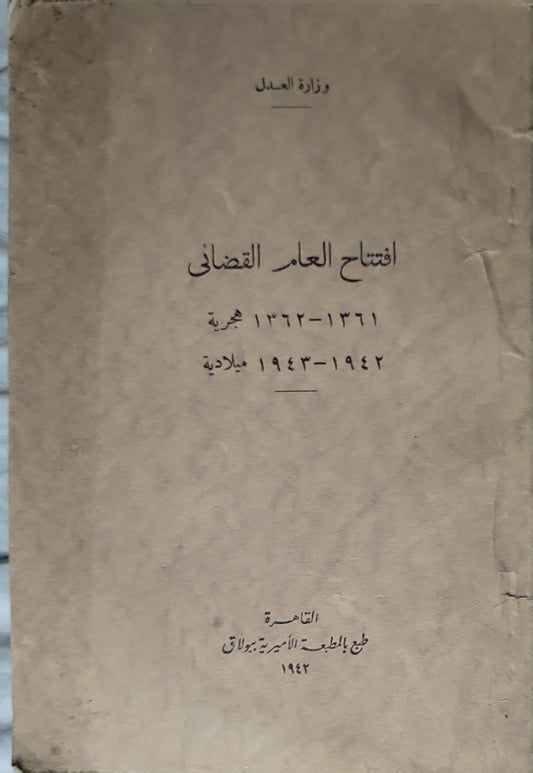 وزارة العدل
افتتاح العام القضائى
١٣٦١-١٣٦٢ هجرية
١٩٤٢-١٩٤٣ ميلادية
القاهرة
طبع بالمطبعة الأميرية ببولاق
١٩٤٢